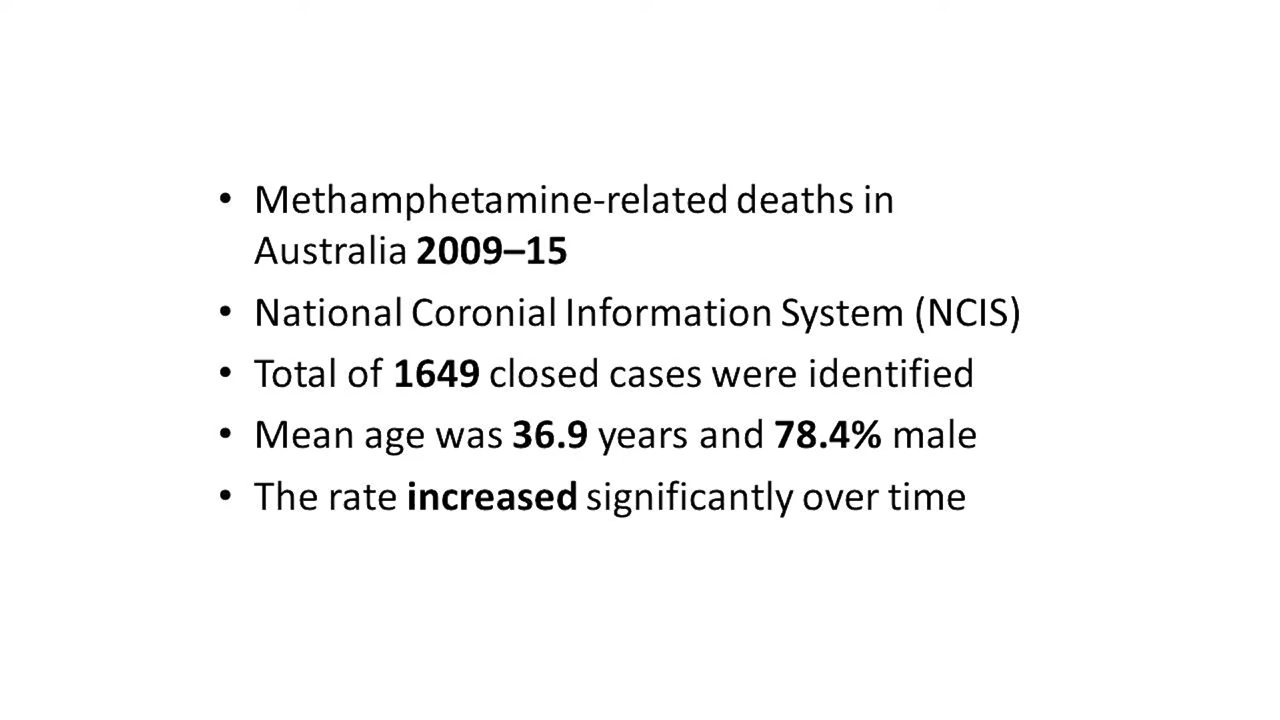 • Methamphetamine-related deaths in
Australia 2009–15
• National Coronial Information System (NCIS)
• Total of 1649 closed cases were identified
• Mean age was 36.9 years and 78.4% male
• The rate increased significantly over time